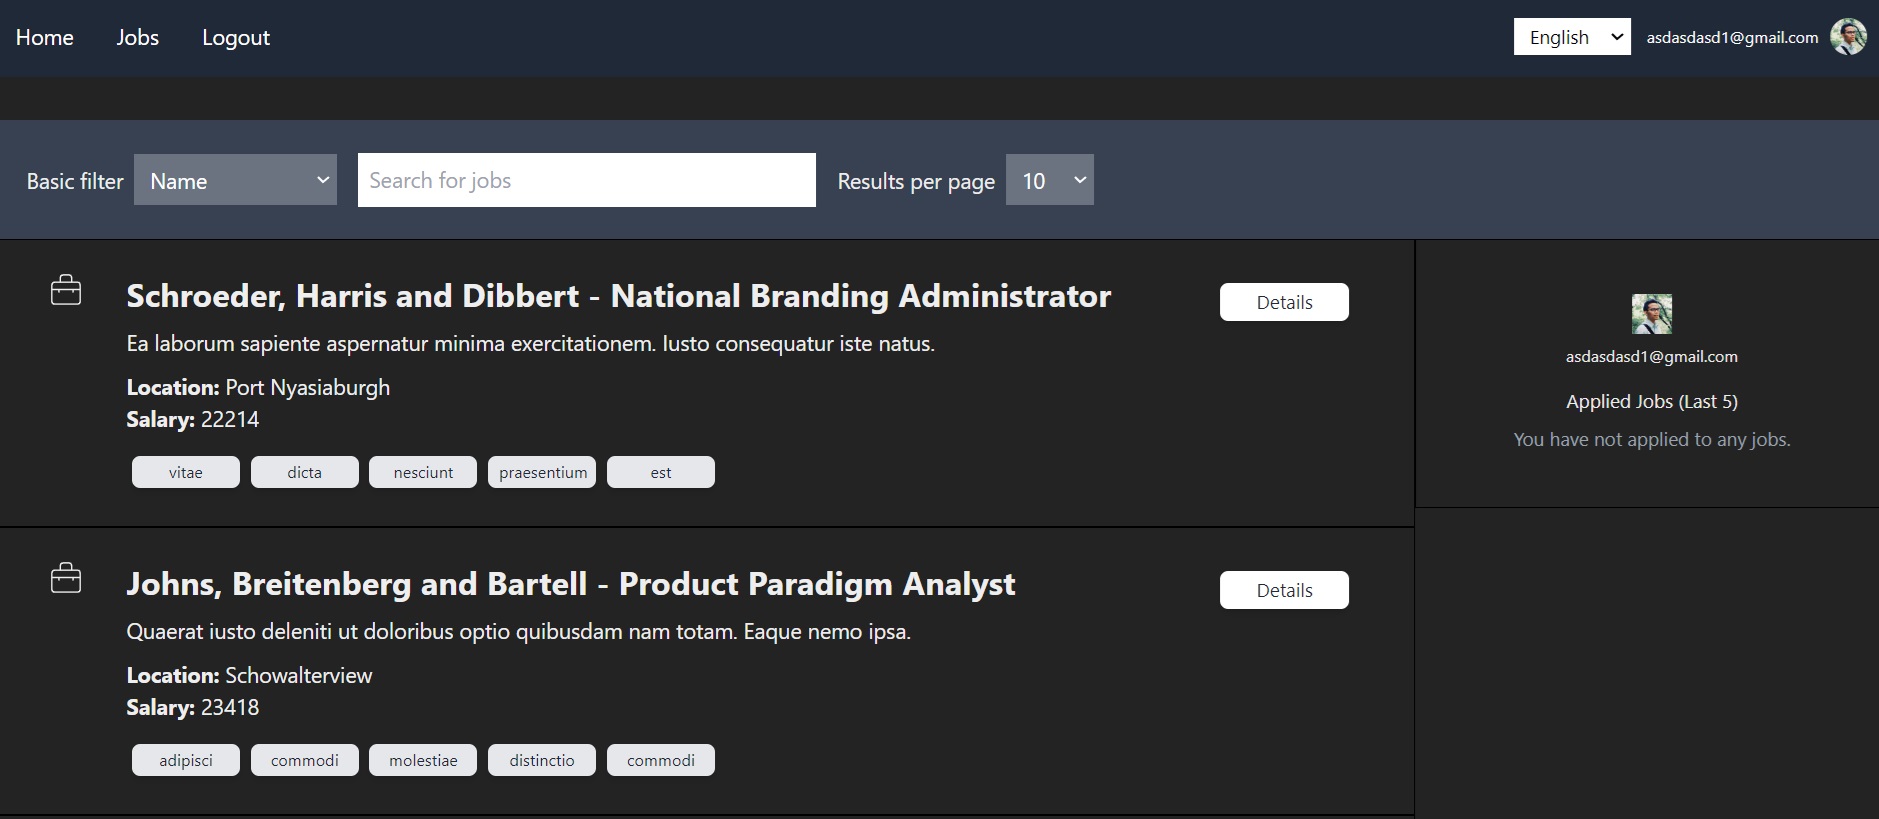 Home Jobs Logout English asdasdasd1@gmail.com
Basic filter Name Search for jobs Results per page 10
Schroeder, Harris and Dibbert - National Branding Administrator
Details
Ea laborum sapiente aspernatur minima exercitationem. Iusto consequatur iste natus.
Location: Port Nyasiaburgh
Salary: 22214
vitae dicta nesciunt praesentium est
Johns, Breitenberg and Bartell - Product Paradigm Analyst
Details
Quaerat iusto deleniti ut doloribus optio quibusdam nam totam. Eaque nemo ipsa.
Location: Schowalterview
Salary: 23418
adipisci commodi molestiae distinctio commodi
asdasdasd1@gmail.com
Applied Jobs (Last 5)
You have not applied to any jobs.